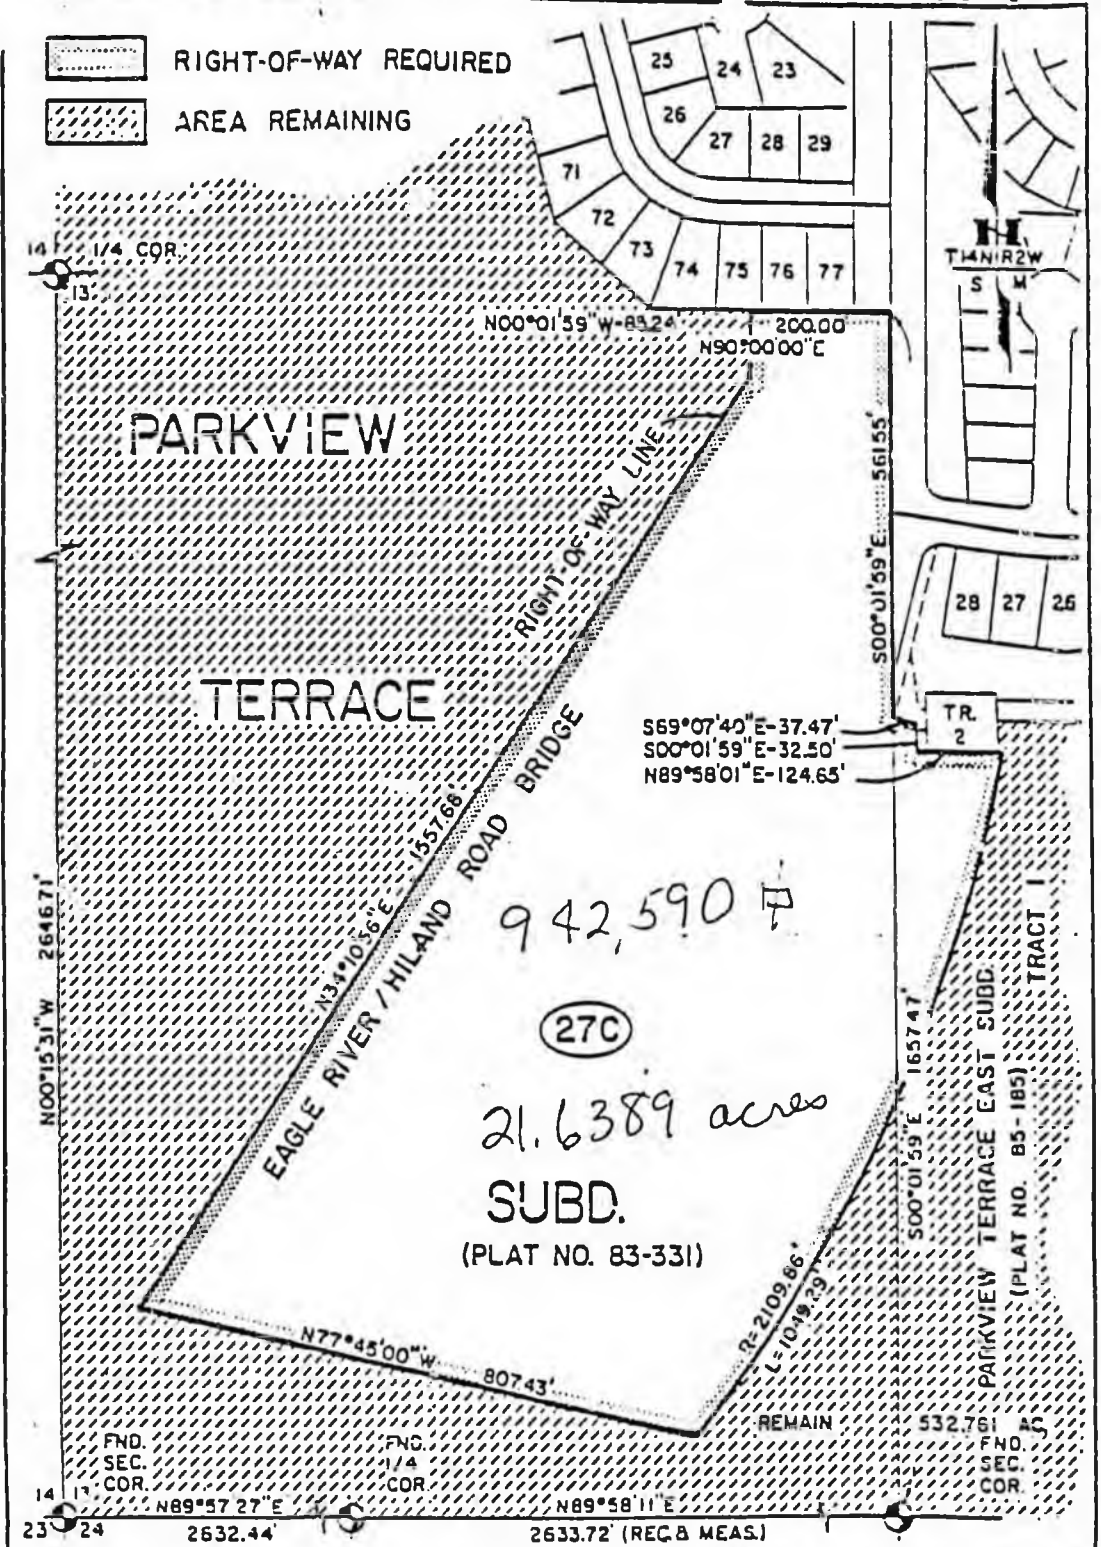 RIGHT-OF-WAY REQUIRED
AREA REMAINING
25
24
23
26
27
28
29
71
72
73
74
75
76
77
14
1/4 COR.
13
T14N R2W
S M
N00°01'59"W-85.24
200.00'
N90°00'00"E
PARKVIEW
RIGHT-OF-WAY LINE
S00°01'59"E 561.55'
28
27
26
TERRACE
TR.
2
S69°07'40"E-37.47'
S00°01'59"E-32.50'
N89°58'01"E-124.65'
N34°10'56"E 1557.66'
EAGLE RIVER / HILAND ROAD BRIDGE
942,590
N00°15'31"W 2646.71'
27C
21.6389 acres
SUBD.
(PLAT NO. 83-331)
S00°01'59"E 1657.47'
PARKVIEW TERRACE EAST SUBD.
(PLAT NO. 85-185)
TRACT 1
R=2109.86'
L=1049.29'
N77°45'00"W
807.43'
REMAIN 532.761 AC
FND.
SEC.
COR.
FND.
1/4
COR.
FND.
SEC.
COR.
14 13
23 24
N89°57'27"E
2632.44'
N89°58'11"E
2633.72' (REC. & MEAS.)